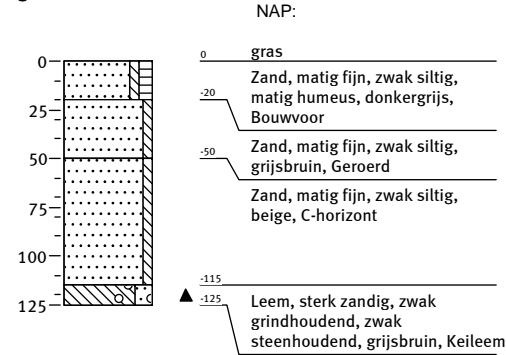 NAP:
0
25
50
75
100
125
0 gras
Zand, matig fijn, zwak siltig,
-20
matig humeus, donkergrijs,
Bouwvoor
Zand, matig fijn, zwak siltig,
-50
grijsbruin, Geroerd
Zand, matig fijn, zwak siltig,
beige, C-horizont
-115
-125
Leem, sterk zandig, zwak
grindhoudend, zwak
steenhoudend, grijsbruin, Keileem